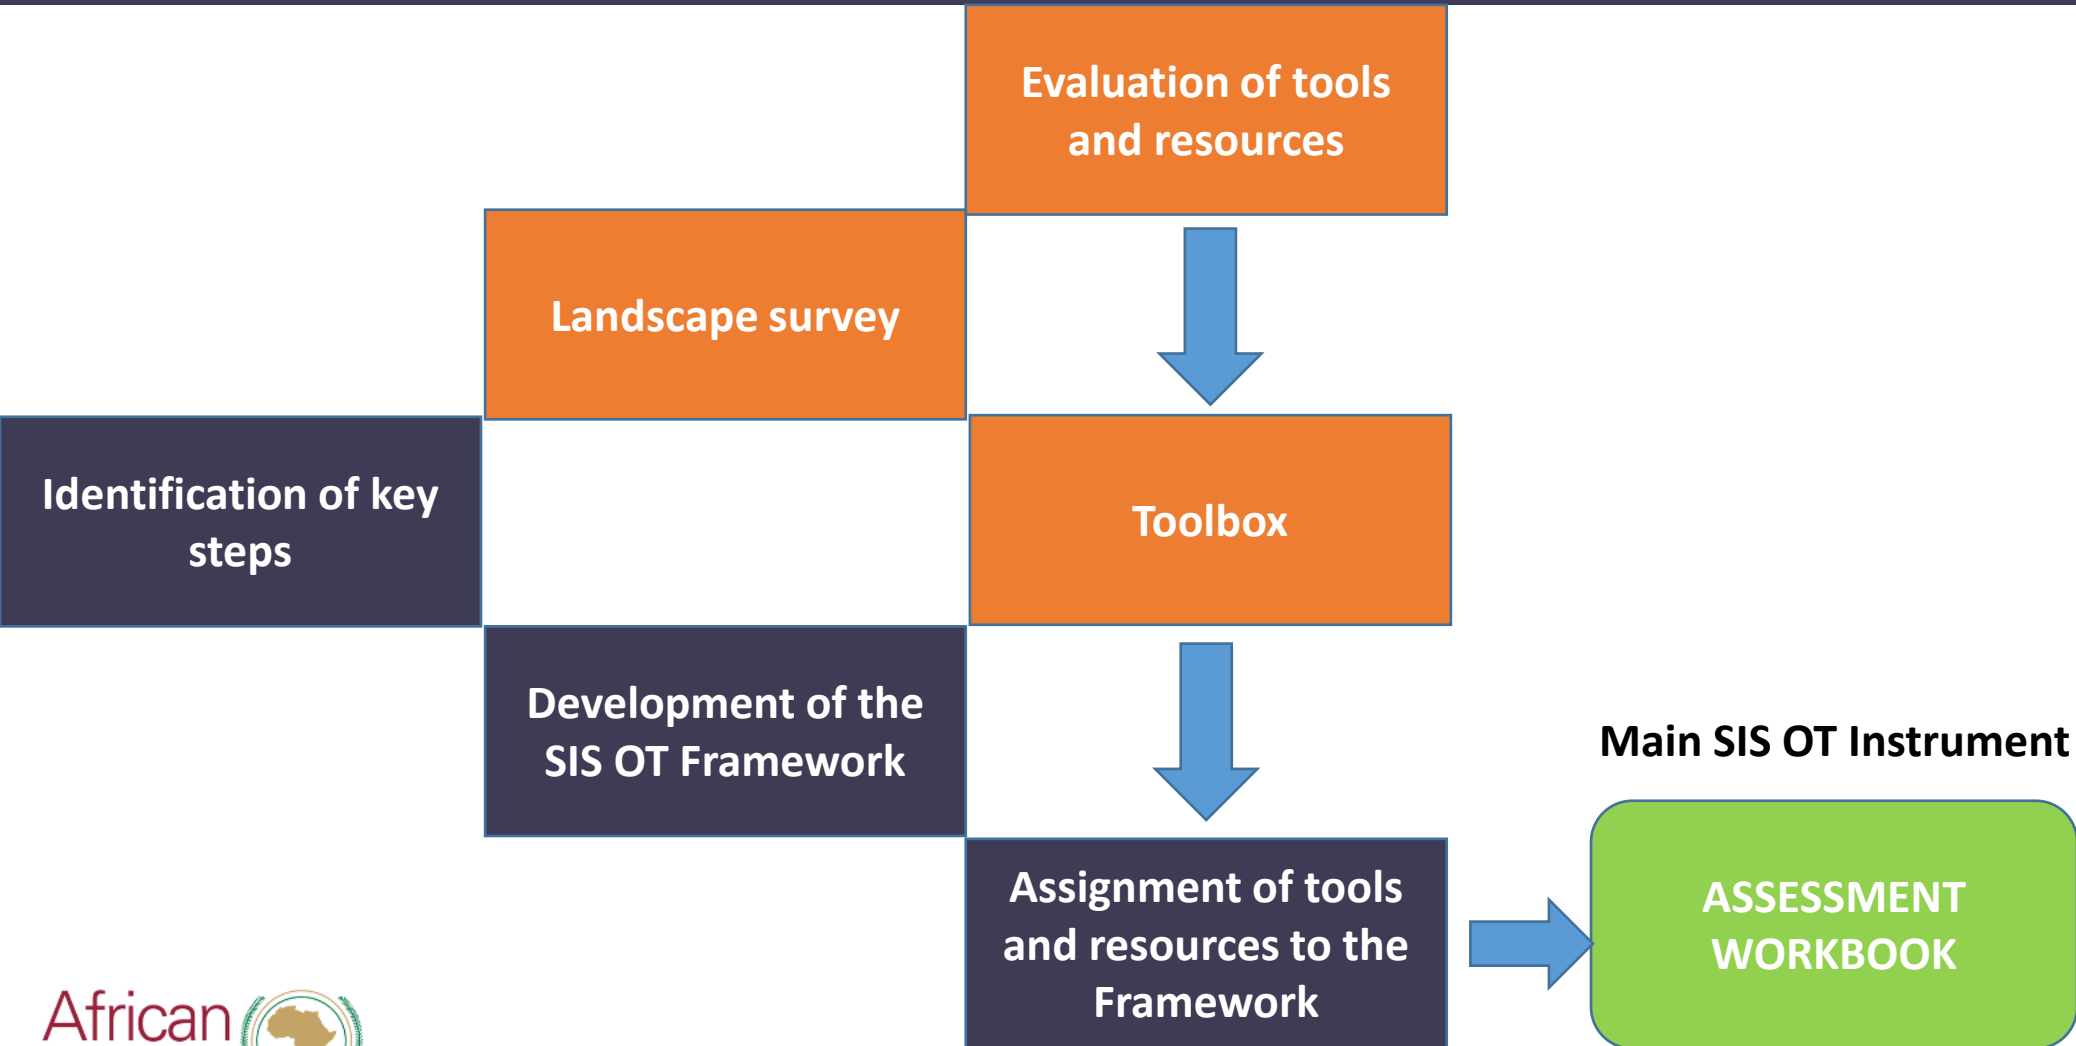 Evaluation of tools
and resources
Landscape survey
Identification of key
steps
Toolbox
Development of the
SIS OT Framework
Main SIS OT Instrument
Assignment of tools
and resources to the
Framework
ASSESSMENT
WORKBOOK
African